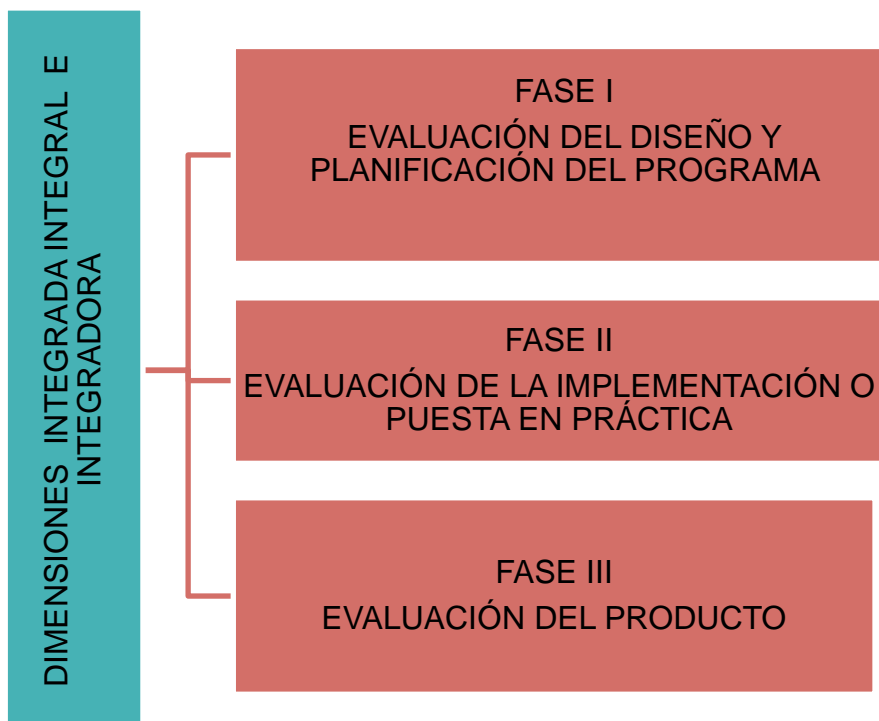 DIMENSIONES INTEGRADA INTEGRAL E
INTEGRADORA
FASE I
EVALUACIÓN DEL DISEÑO Y
PLANIFICACIÓN DEL PROGRAMA
FASE II
EVALUACIÓN DE LA IMPLEMENTACIÓN O
PUESTA EN PRÁCTICA
FASE III
EVALUACIÓN DEL PRODUCTO